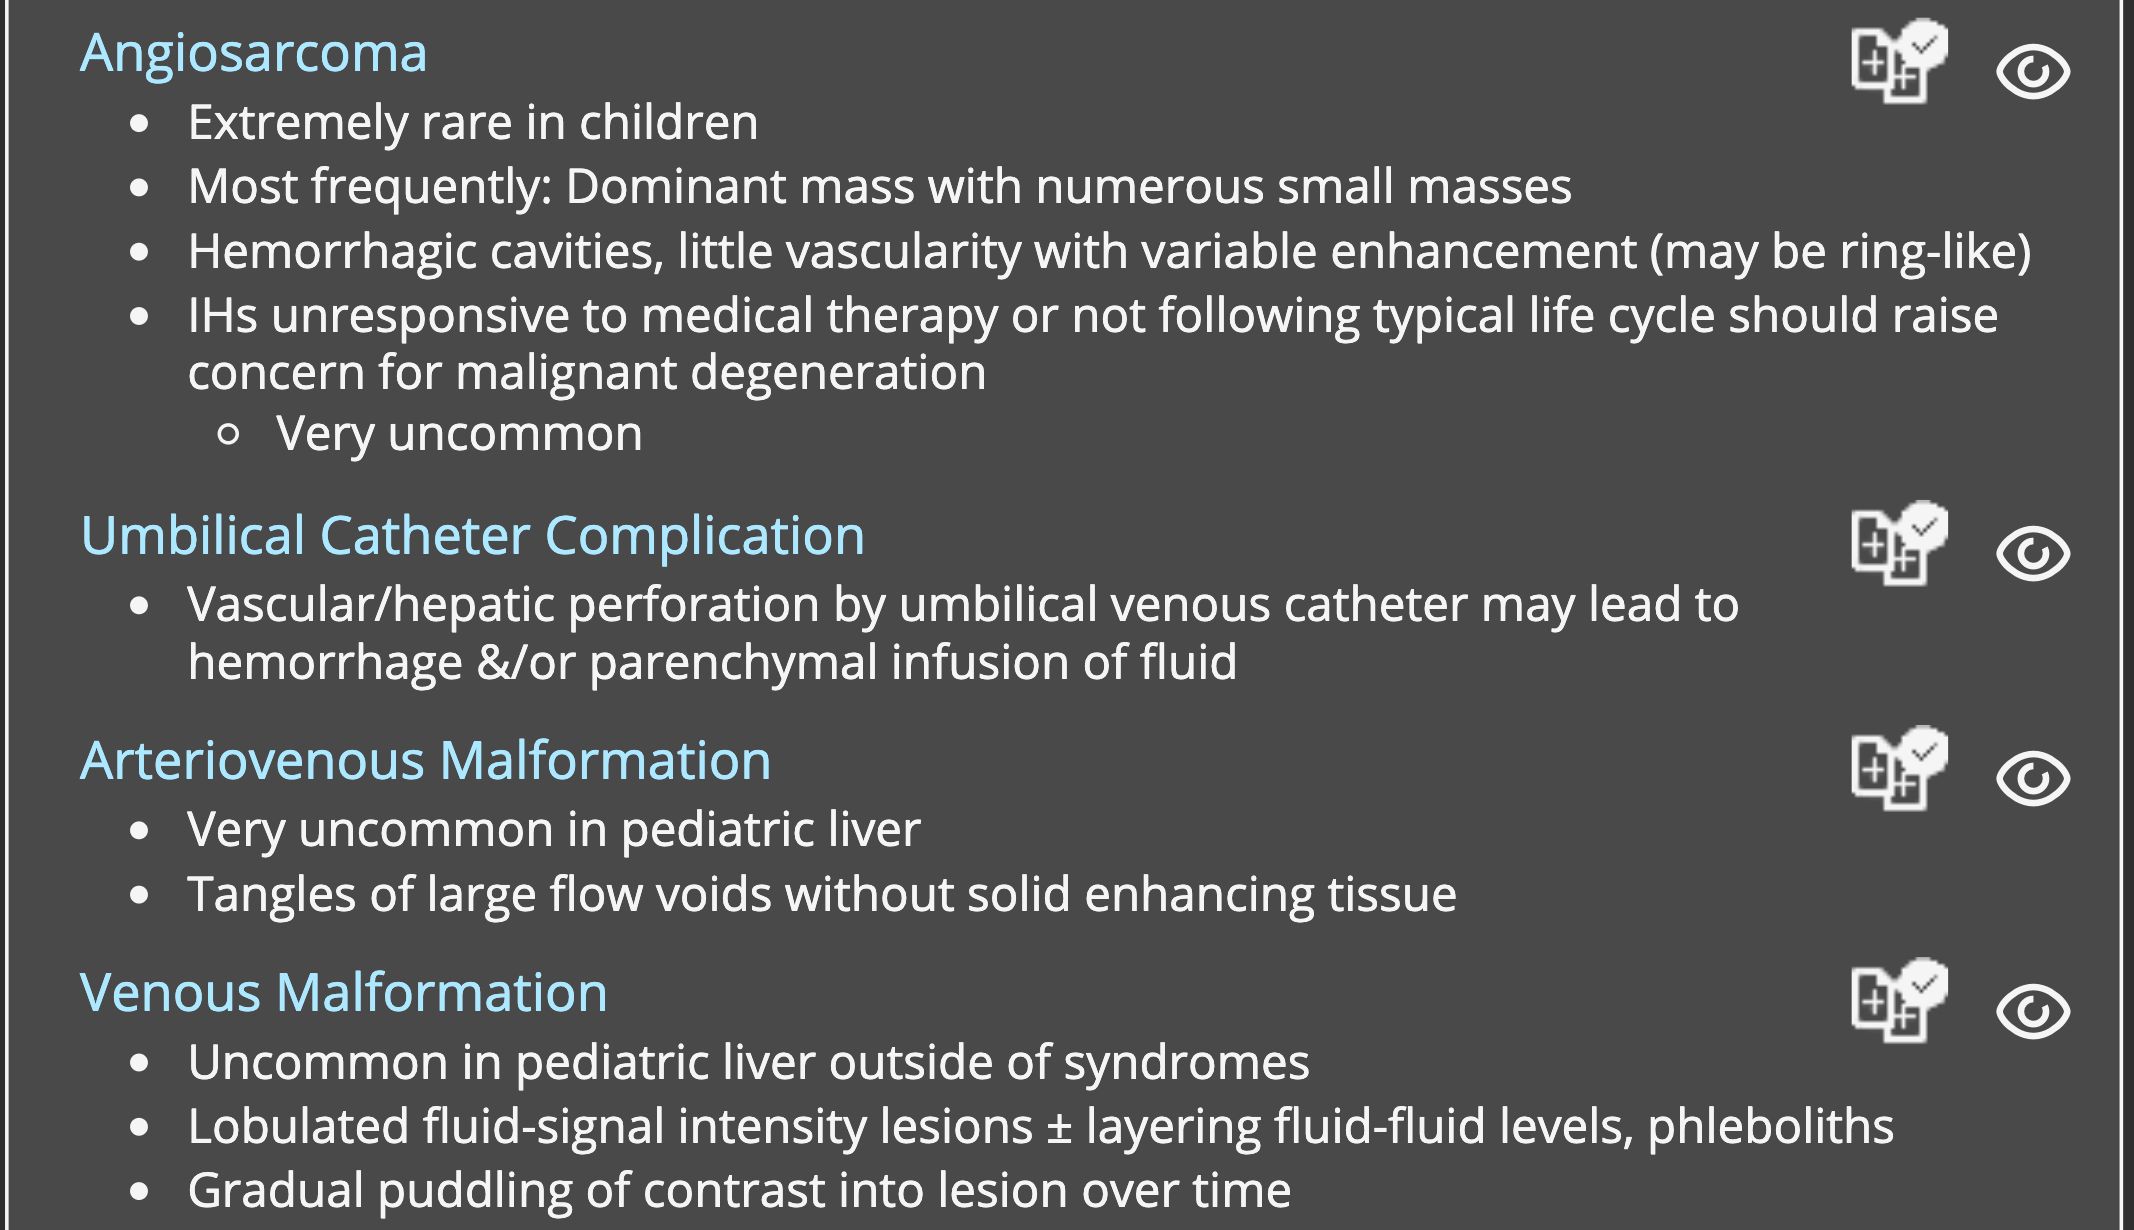 Angiosarcoma
• Extremely rare in children
• Most frequently: Dominant mass with numerous small masses
• Hemorrhagic cavities, little vascularity with variable enhancement (may be ring-like)
• IHs unresponsive to medical therapy or not following typical life cycle should raise
concern for malignant degeneration
◦ Very uncommon
Umbilical Catheter Complication
• Vascular/hepatic perforation by umbilical venous catheter may lead to
hemorrhage &/or parenchymal infusion of fluid
Arteriovenous Malformation
• Very uncommon in pediatric liver
• Tangles of large flow voids without solid enhancing tissue
Venous Malformation
• Uncommon in pediatric liver outside of syndromes
• Lobulated fluid-signal intensity lesions ± layering fluid-fluid levels, phleboliths
• Gradual puddling of contrast into lesion over time